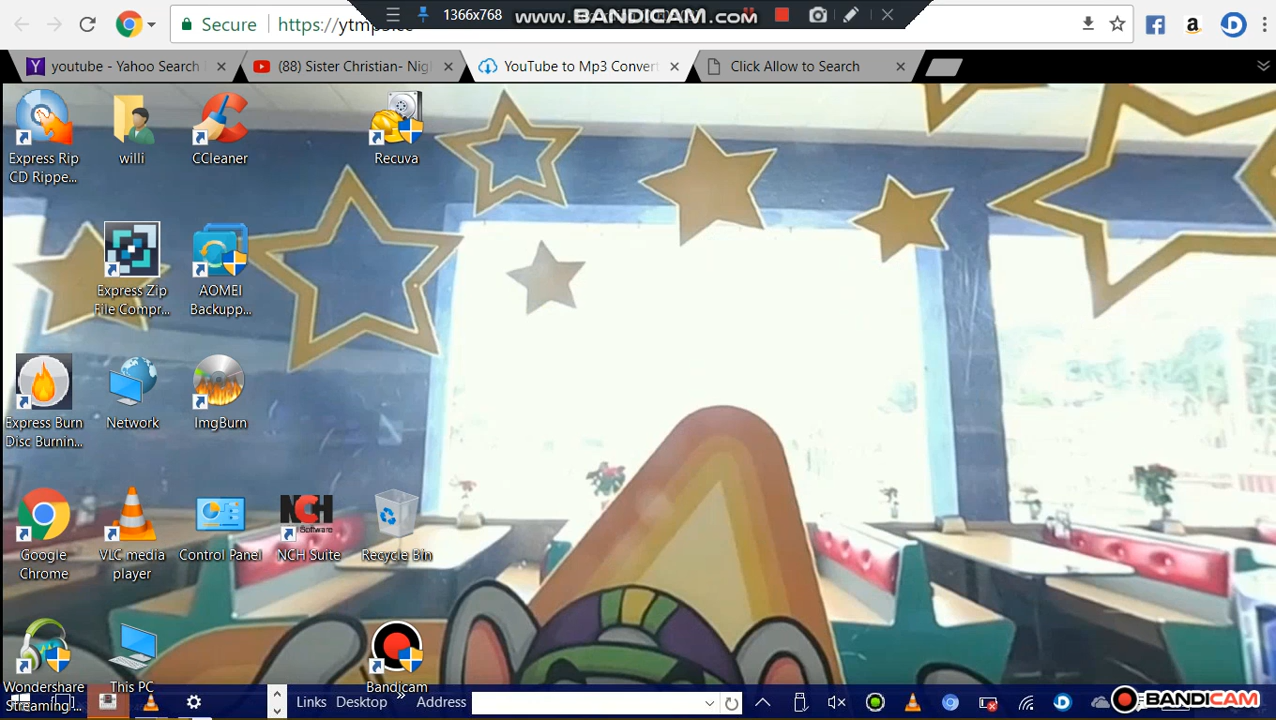 1366x768
www.BANDICAM.com
Secure
https://ytmp3.cc
youtube - Yahoo Search
(88) Sister Christian- Nig
YouTube to Mp3 Convert
Click Allow to Search
Express Rip
CD Rippe...
willi
CCleaner
Recuva
Express Zip
File Compr...
AOMEI
Backupp...
Express Burn
Disc Burnin...
Network
ImgBurn
Google
Chrome
VLC media
player
Control Panel
NCH
Software
NCH Suite
Recycle Bin
Wondershare
Streaming...
This PC
Bandicam
Links
Desktop
»
Address
BANDICAM